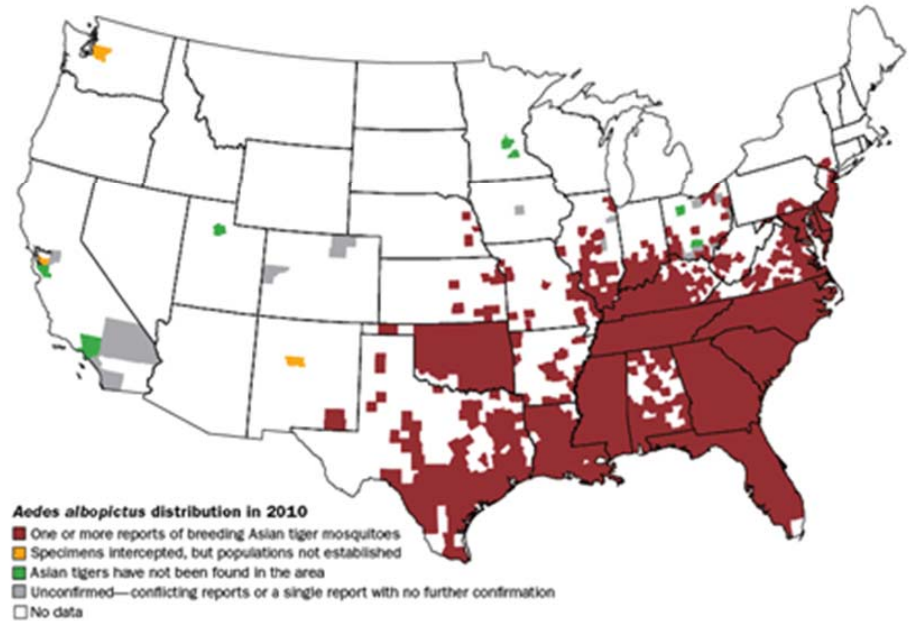 Aedes albopictus distribution in 2010
One or more reports of breeding Asian tiger mosquitoes
Specimens intercepted, but populations not established
Asian tigers have not been found in the area
Unconfirmed—conflicting reports or a single report with no further confirmation
No data